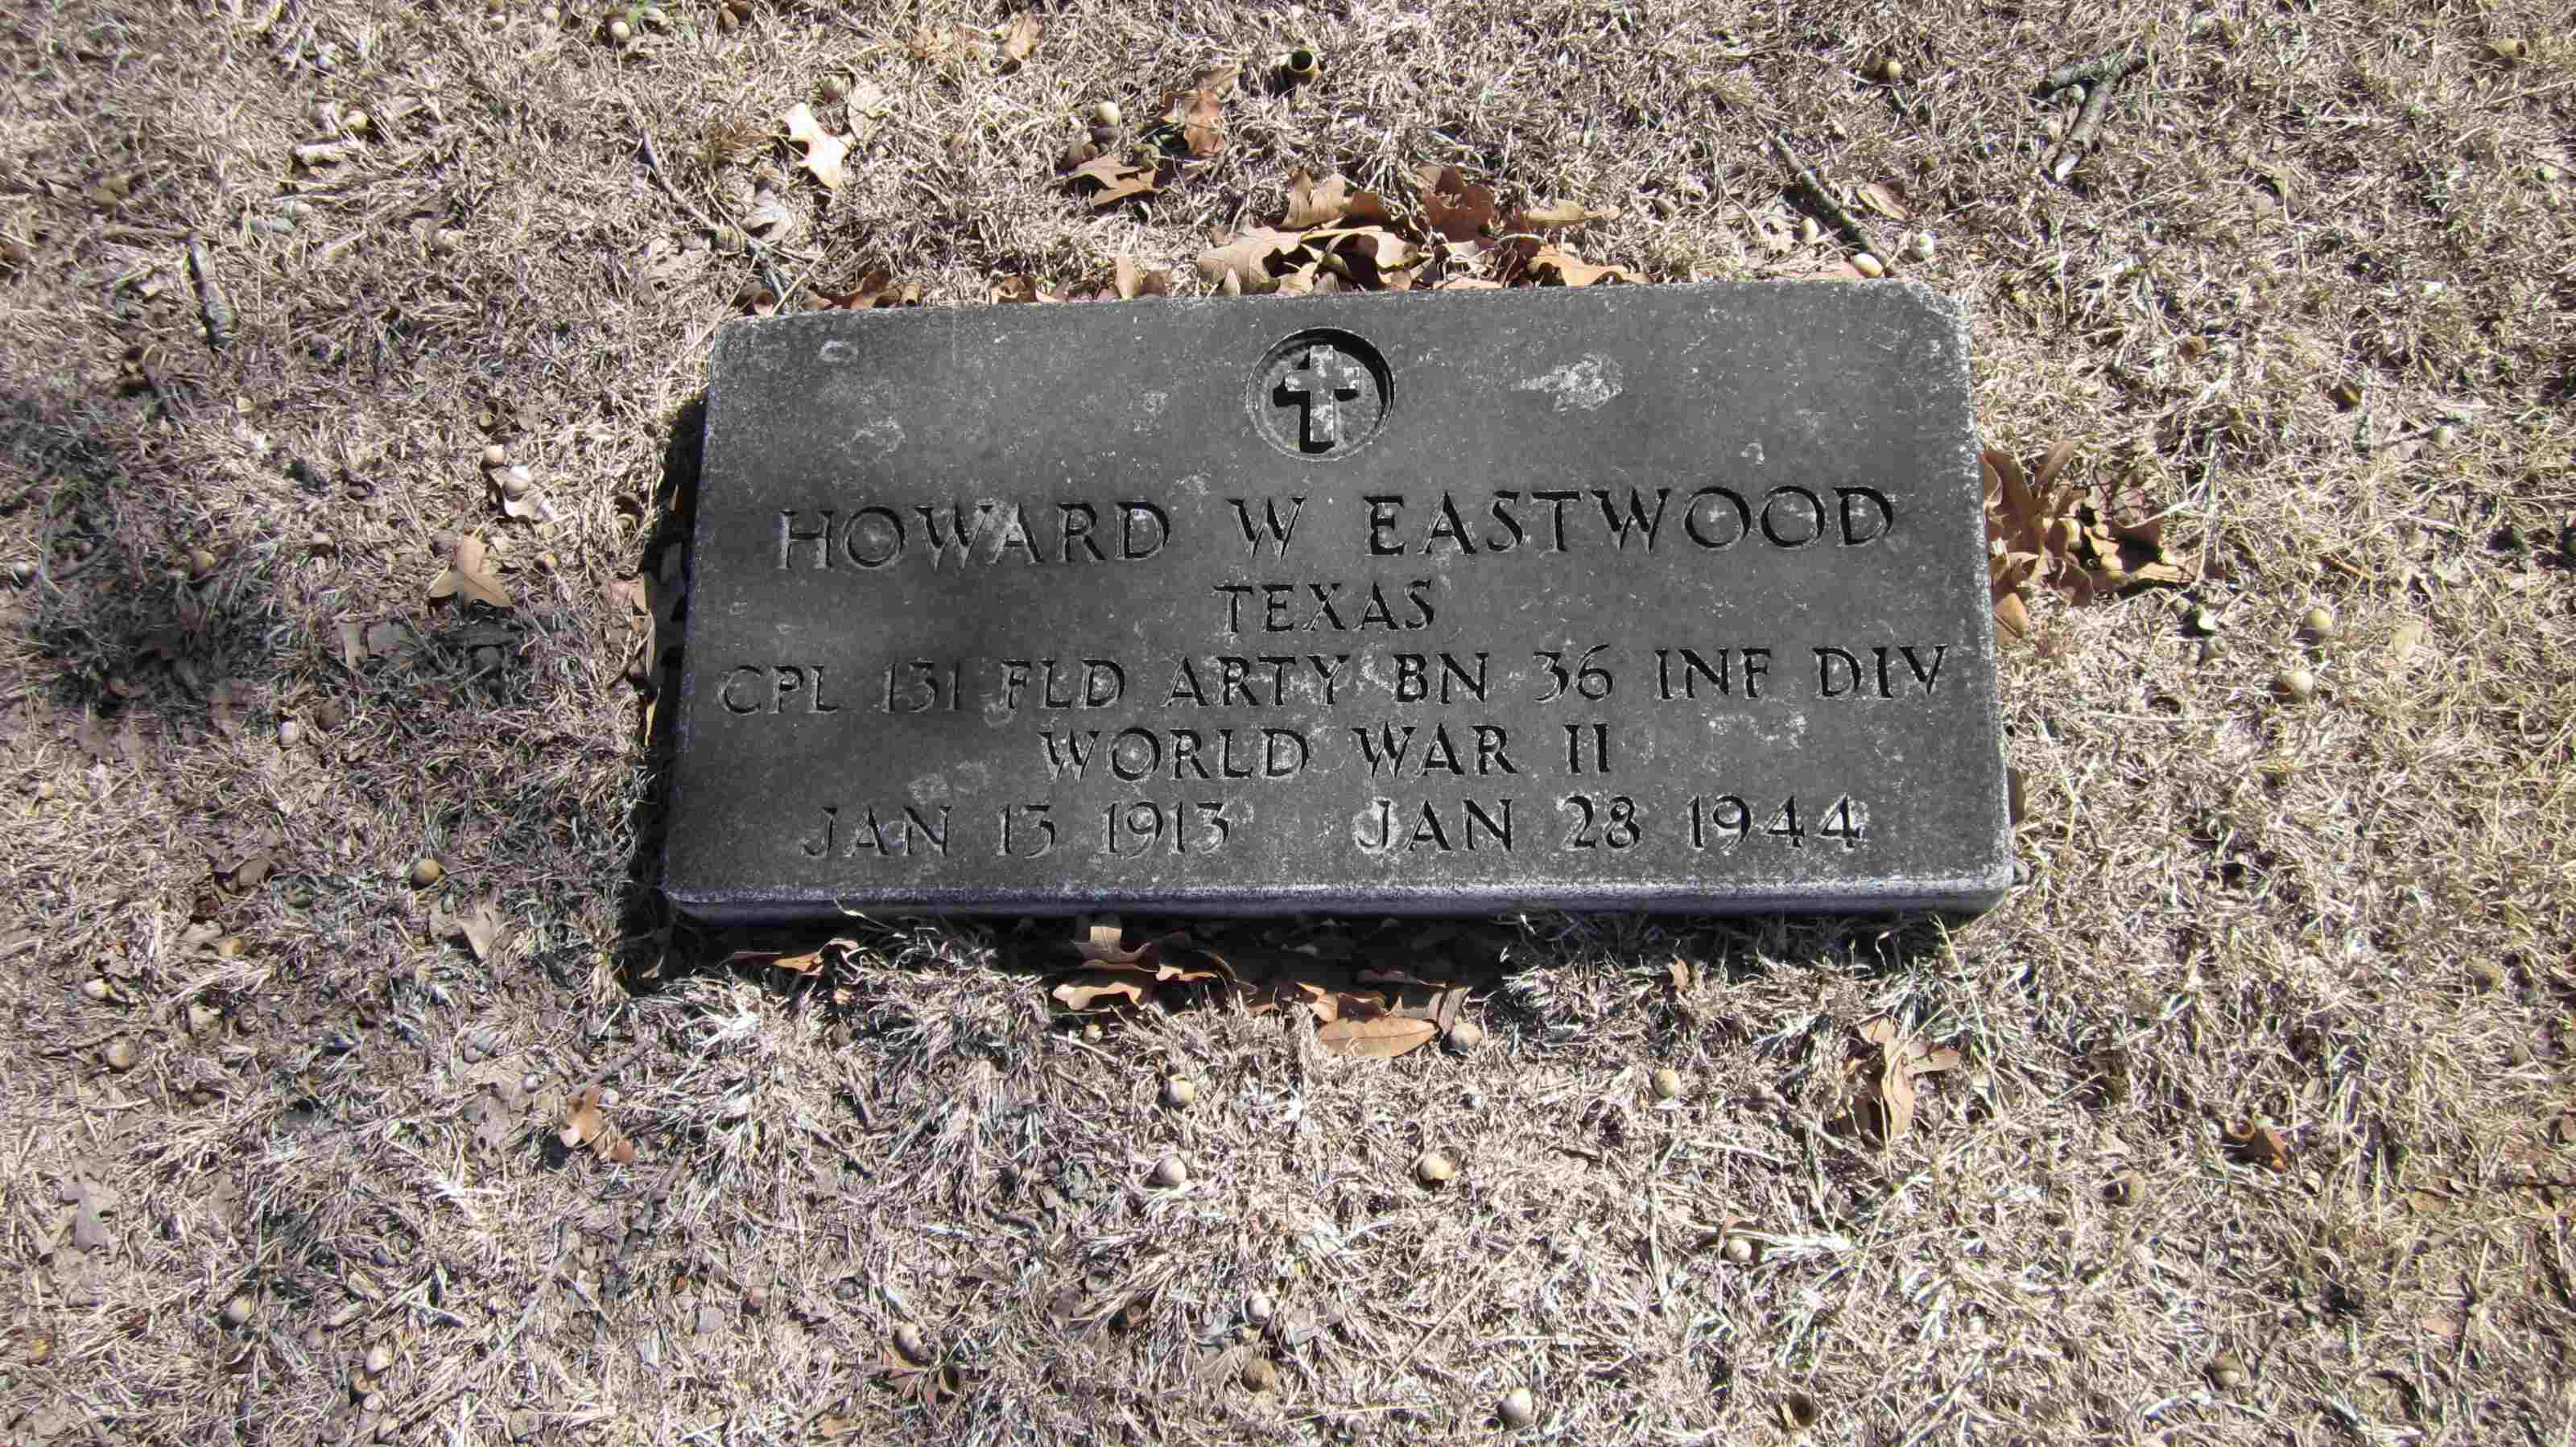 HOWARD W EASTWOOD
TEXAS
CPL 131 FLD ARTY BN 36 INF DIV
WORLD WAR II
JAN 13 1913 JAN 28 1944